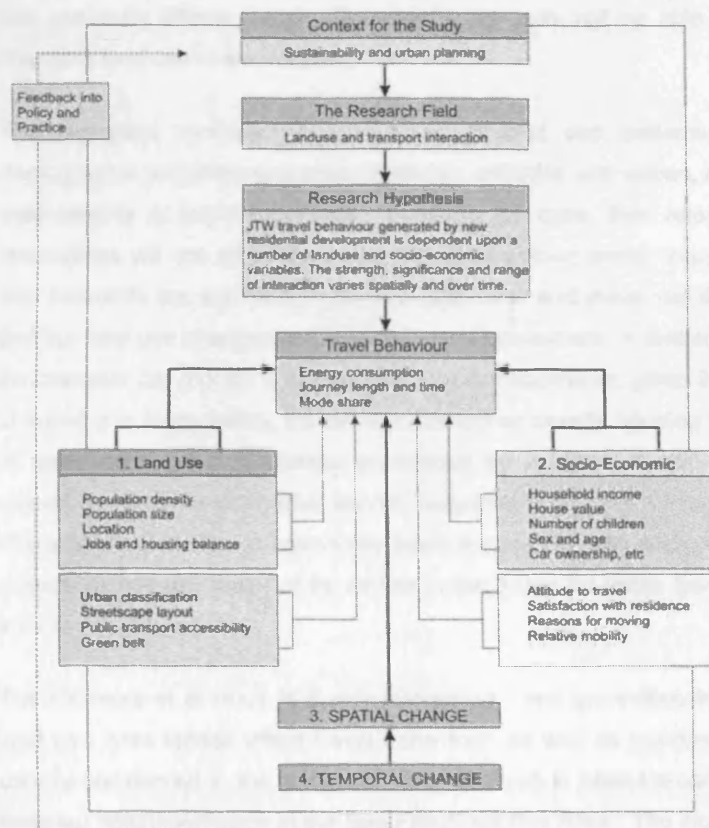 Context for the Study
Sustainability and urban planning
Feedback into
Policy and
Practice
The Research Field
Landuse and transport interaction
Research Hypothesis
JTW travel behaviour generated by new
residential development is dependent upon a
number of landuse and socio-economic
variables. The strength, significance and range
of interaction varies spatially and over time.
Travel Behaviour
Energy consumption
Journey length and time
Mode share
1. Land Use
Population density
Population size
Location
Jobs and housing balance
Urban classification
Streetscape layout
Public transport accessibility
Green belt
2. Socio-Economic
Household income
House value
Number of children
Sex and age
Car ownership, etc
Attitude to travel
Satisfaction with residence
Reasons for moving
Relative mobility
3. SPATIAL CHANGE
4. TEMPORAL CHANGE